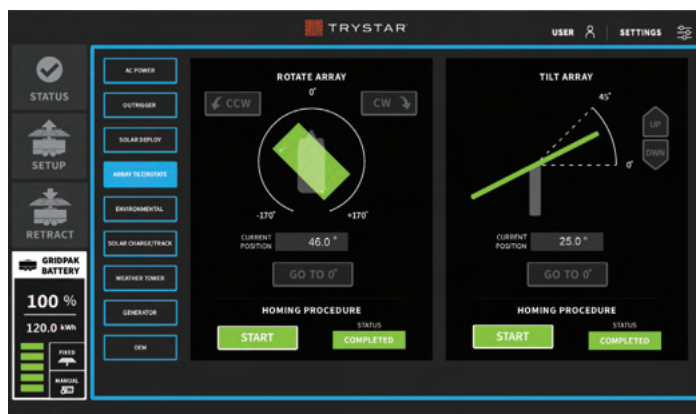 TRYSTAR
USER
SETTINGS
STATUS
SETUP
RETRACT
GRIDPAK
BATTERY
100 %
120.0 kWh
FIXED
MANUAL
AC POWER
OUTRIGGER
SOLAR DEPLOY
ARRAY TILT/ROTATE
ENVIRONMENTAL
SOLAR CHARGE/TRACK
WEATHER TOWER
GENERATOR
OEM
ROTATE ARRAY
0°
CCW
CW
-170°
+170°
CURRENT
POSITION
46.0 °
GO TO 0°
HOMING PROCEDURE
START
STATUS
COMPLETED
TILT ARRAY
45°
UP
DWN
0°
CURRENT
POSITION
25.0 °
GO TO 0°
HOMING PROCEDURE
START
STATUS
COMPLETED